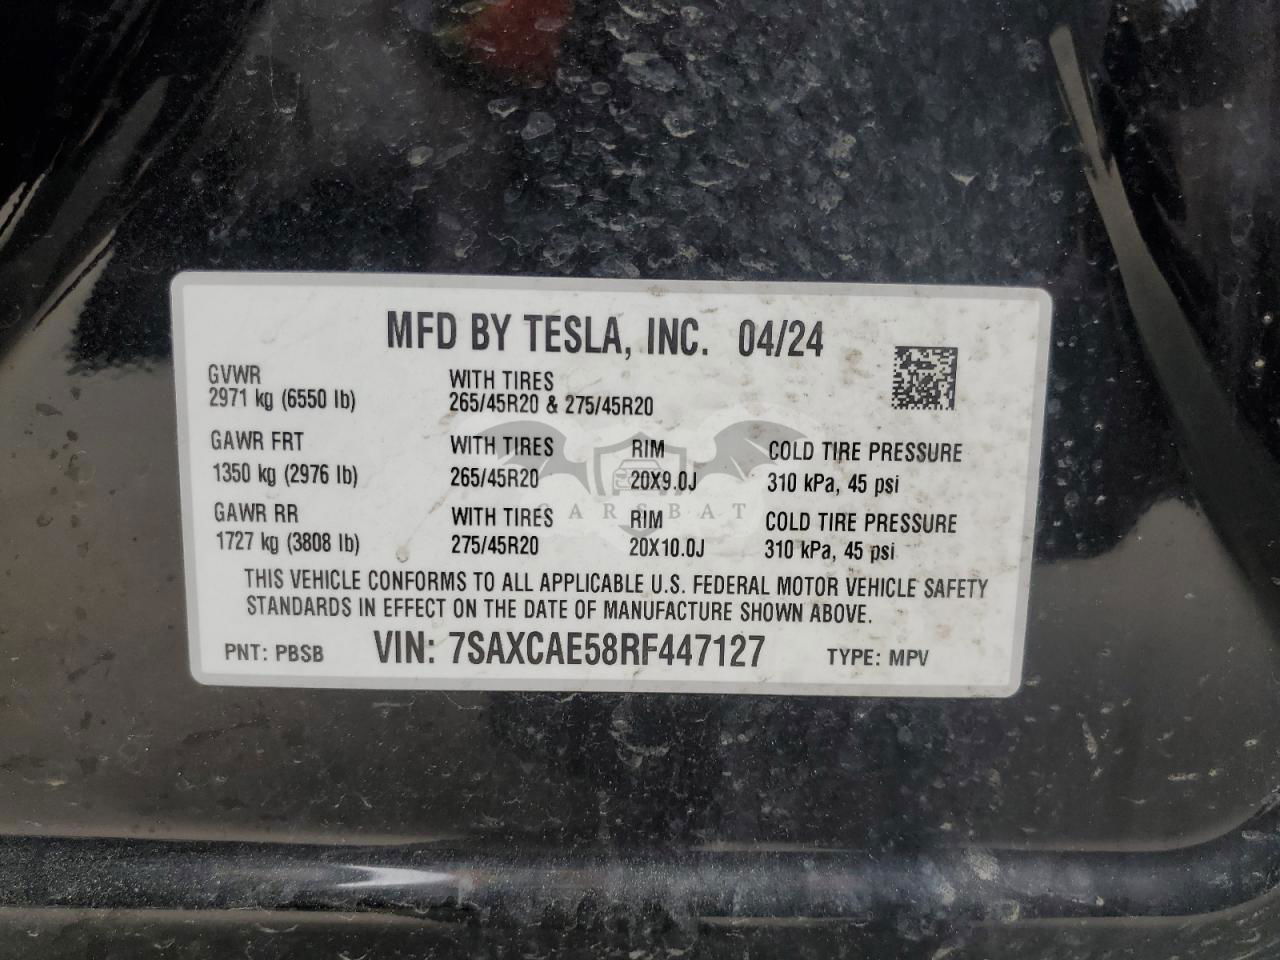 MFD BY TESLA, INC. 04/24
GVWR
2971 kg (6550 lb)
WITH TIRES
265/45R20 & 275/45R20
GAWR FRT
1350 kg (2976 lb)
WITH TIRES
265/45R20
RIM
20X9.0J
COLD TIRE PRESSURE
310 kPa, 45 psi
GAWR RR
1727 kg (3808 lb)
WITH TIRES
275/45R20
RIM
20X10.0J
COLD TIRE PRESSURE
310 kPa, 45 psi
CARSBAT
THIS VEHICLE CONFORMS TO ALL APPLICABLE U.S. FEDERAL MOTOR VEHICLE SAFETY
STANDARDS IN EFFECT ON THE DATE OF MANUFACTURE SHOWN ABOVE.
PNT: PBSB VIN: 7SAXCAE58RF447127 TYPE: MPV